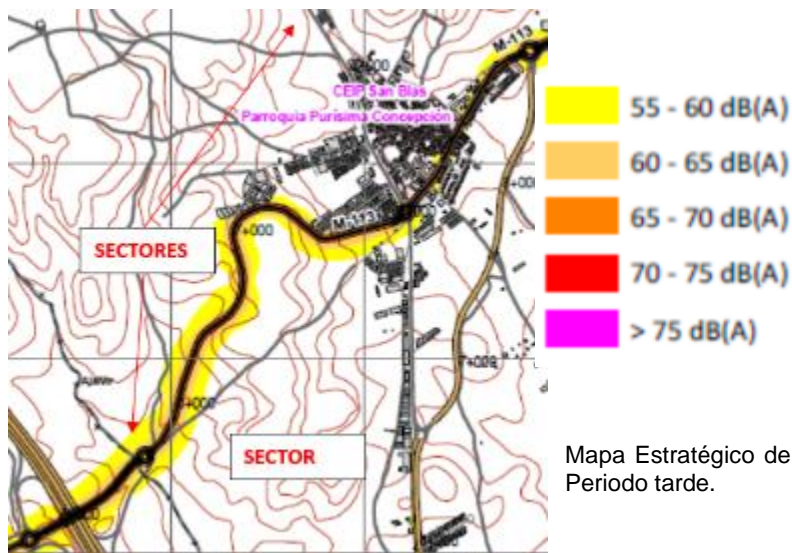 M-113
CEIP San Blas
Parroquia Purísima Concepción
M-113
+000
SECTORES
+000
SECTOR
55 - 60 dB(A)
60 - 65 dB(A)
65 - 70 dB(A)
70 - 75 dB(A)
> 75 dB(A)
Mapa Estratégico de
Periodo tarde.